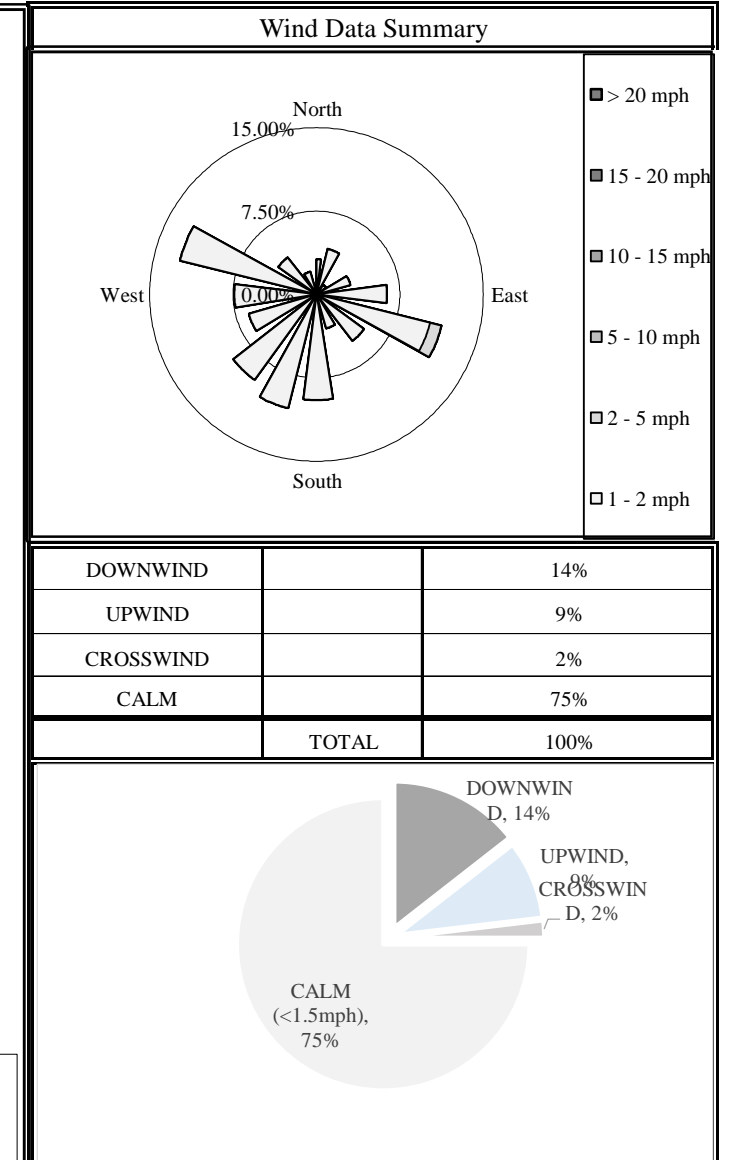 Wind Data Summary
North
15.00%
7.50%
West
0.00%
East
South
> 20 mph
15 - 20 mph
10 - 15 mph
5 - 10 mph
2 - 5 mph
1 - 2 mph
DOWNWIND 14%
UPWIND 9%
CROSSWIND 2%
CALM 75%
TOTAL 100%
DOWNWIN
D, 14%
UPWIND,
9%
CROSSWIN
D, 2%
CALM
(<1.5mph),
75%